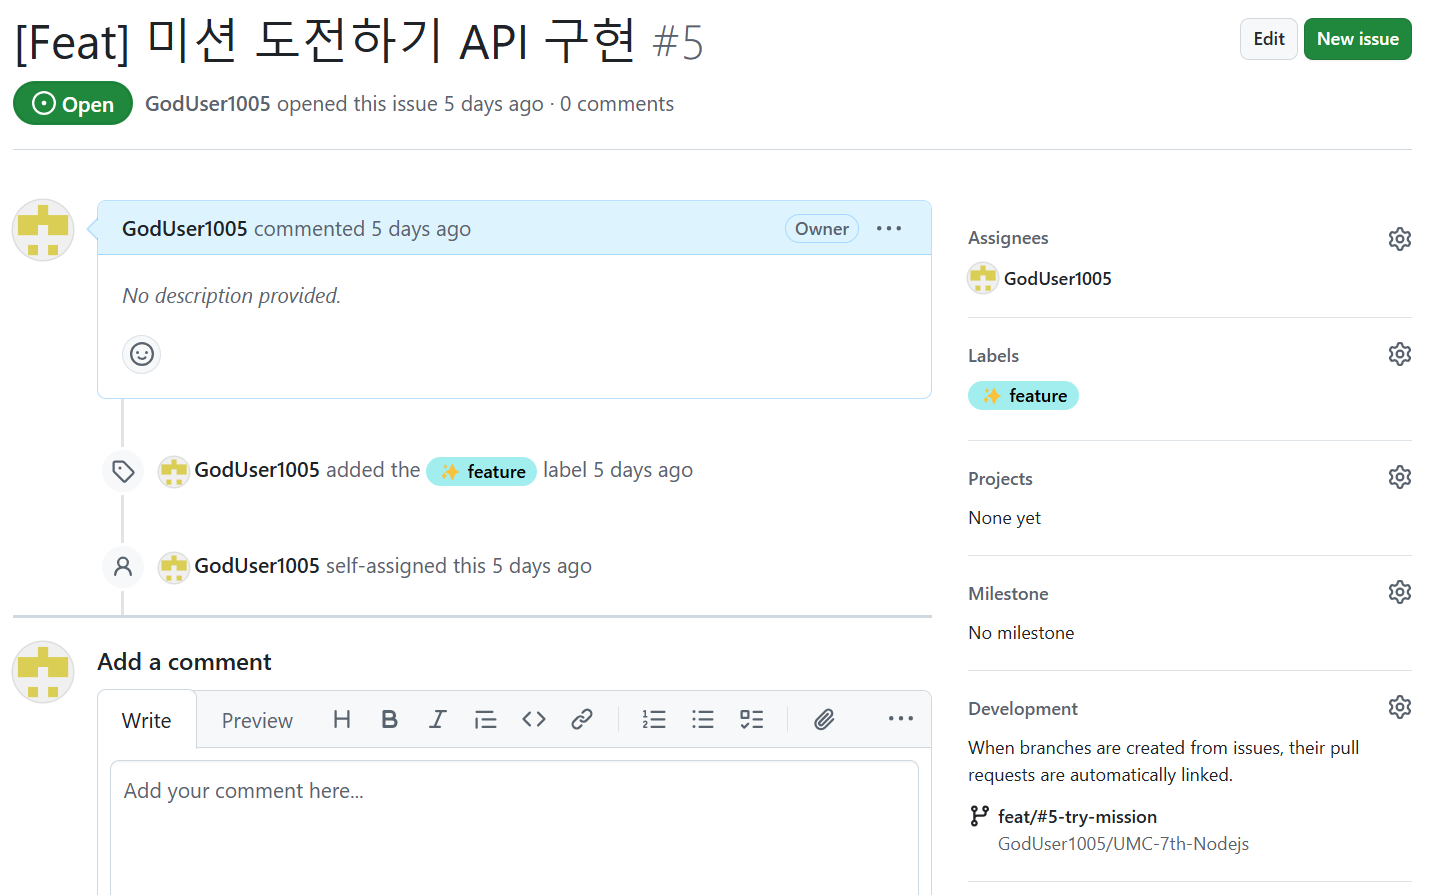 [Feat] 미션 도전하기 API 구현 #5
Edit
New issue
Open
GodUser1005 opened this issue 5 days ago · 0 comments
GodUser1005 commented 5 days ago
Owner
No description provided.
GodUser1005 added the ✨ feature label 5 days ago
GodUser1005 self-assigned this 5 days ago
Add a comment
Write
Preview
Add your comment here...
Assignees
GodUser1005
Labels
✨ feature
Projects
None yet
Milestone
No milestone
Development
When branches are created from issues, their pull
requests are automatically linked.
feat/#5-try-mission
GodUser1005/UMC-7th-Nodejs